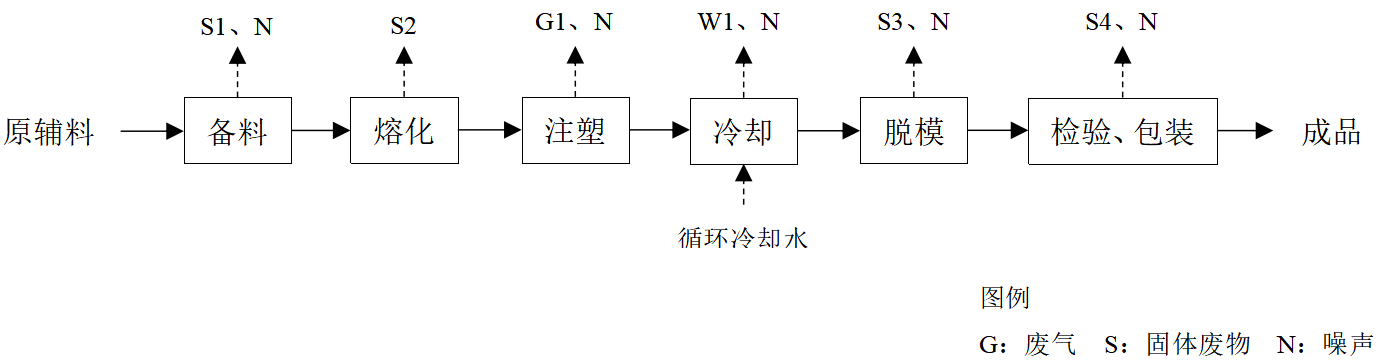 S1、N S2 G1、N W1、N S3、N S4、N
原辅料 备料 熔化 注塑 冷却 脱模 检验、包装 成品
循环冷却水
图例
G：废气 S：固体废物 N：噪声